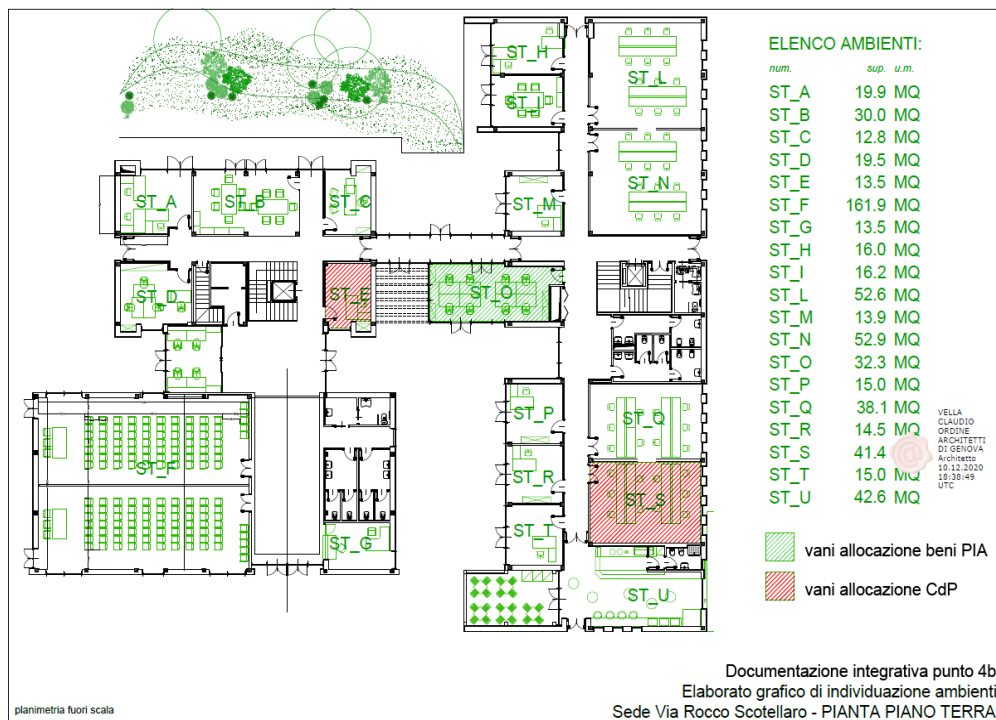 ST_H
ST_L
ST_I
ST_A
ST_B
ST_C
ST_M
ST_N
ST_D
ST_E
ST_O
ST_P
ST_Q
ST_F
ST_R
ST_S
ST_T
ST_G
ST_U
ELENCO AMBIENTI:
num. sup. u.m.
ST_A 19.9 MQ
ST_B 30.0 MQ
ST_C 12.8 MQ
ST_D 19.5 MQ
ST_E 13.5 MQ
ST_F 161.9 MQ
ST_G 13.5 MQ
ST_H 16.0 MQ
ST_I 16.2 MQ
ST_L 52.6 MQ
ST_M 13.9 MQ
ST_N 52.9 MQ
ST_O 32.3 MQ
ST_P 15.0 MQ
ST_Q 38.1 MQ
ST_R 14.5 MQ
ST_S 41.4
ST_T 15.0 MQ
ST_U 42.6 MQ
VELLA
CLAUDIO
ORDINE
ARCHITETTI
DI GENOVA
Architetto
10.12.2020
18:38:49
UTC
vani allocazione beni PIA
vani allocazione CdP
Documentazione integrativa punto 4b
Elaborato grafico di individuazione ambienti
Sede Via Rocco Scotellaro - PIANTA PIANO TERRA
planimetria fuori scala